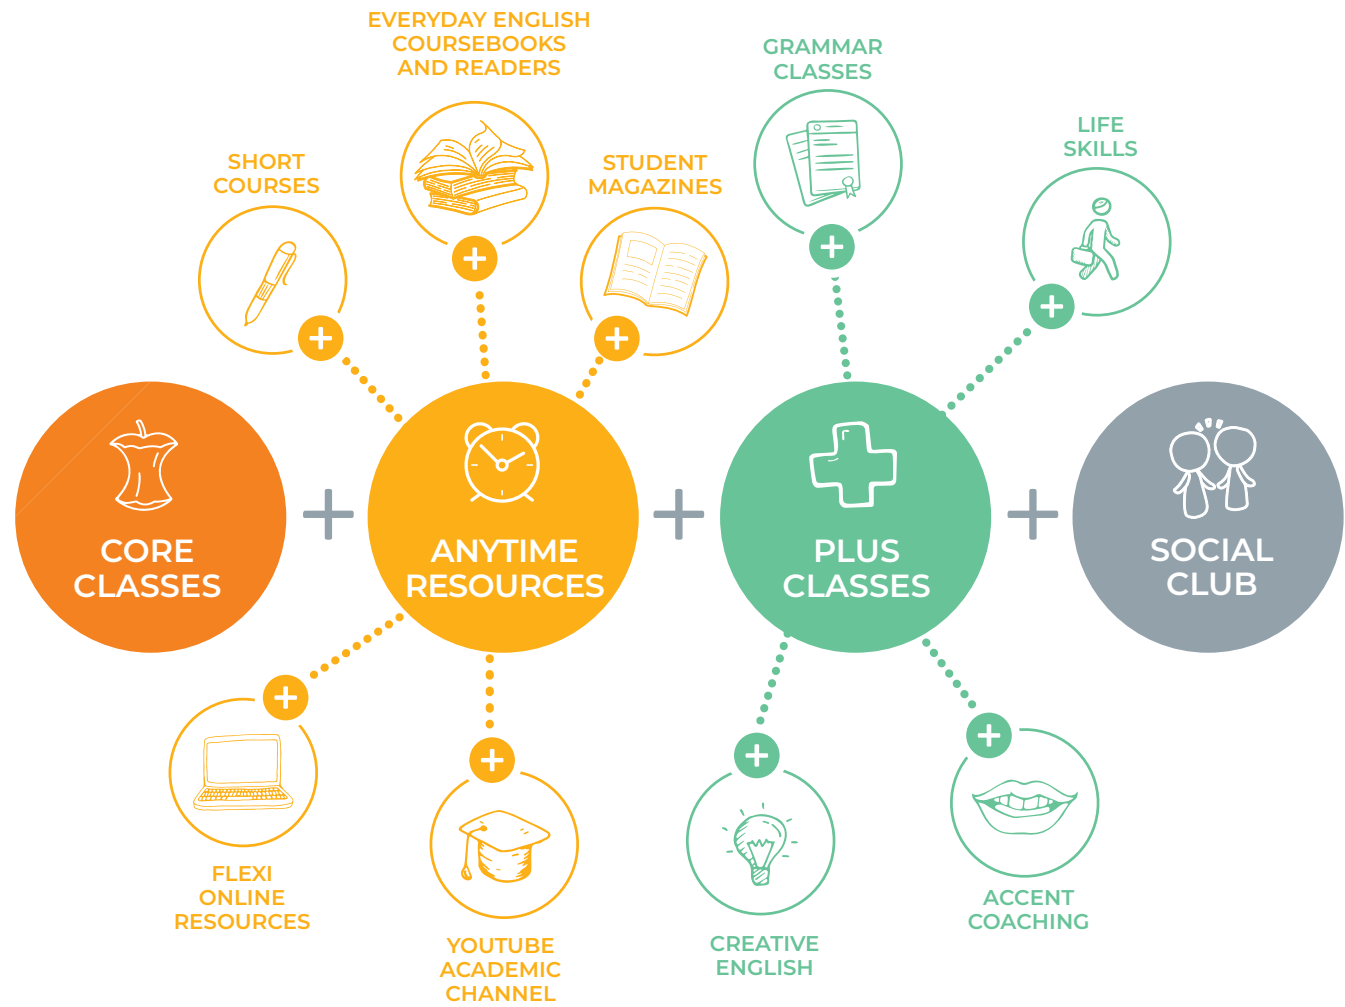 EVERYDAY ENGLISH
COURSEBOOKS
AND READERS
SHORT
COURSES
STUDENT
MAGAZINES
GRAMMAR
CLASSES
LIFE
SKILLS
CORE
CLASSES
ANYTIME
RESOURCES
PLUS
CLASSES
SOCIAL
CLUB
FLEXI
ONLINE
RESOURCES
YOUTUBE
ACADEMIC
CHANNEL
CREATIVE
ENGLISH
ACCENT
COACHING